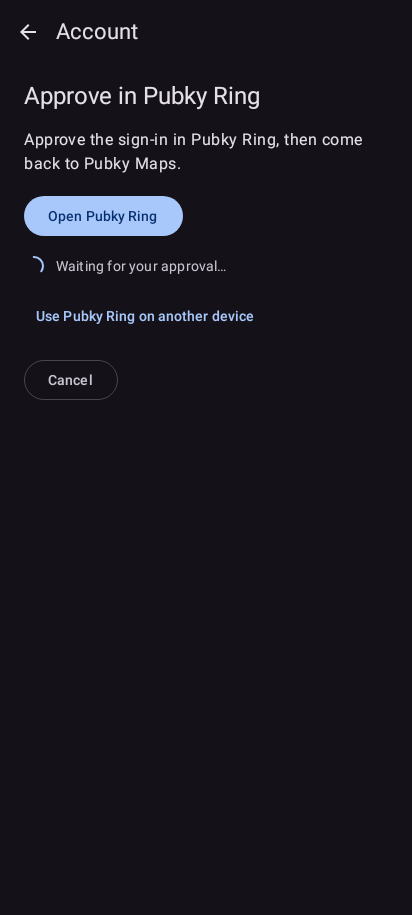 Account
Approve in Pubky Ring
Approve the sign-in in Pubky Ring, then come
back to Pubky Maps.
Open Pubky Ring
Waiting for your approval…
Use Pubky Ring on another device
Cancel